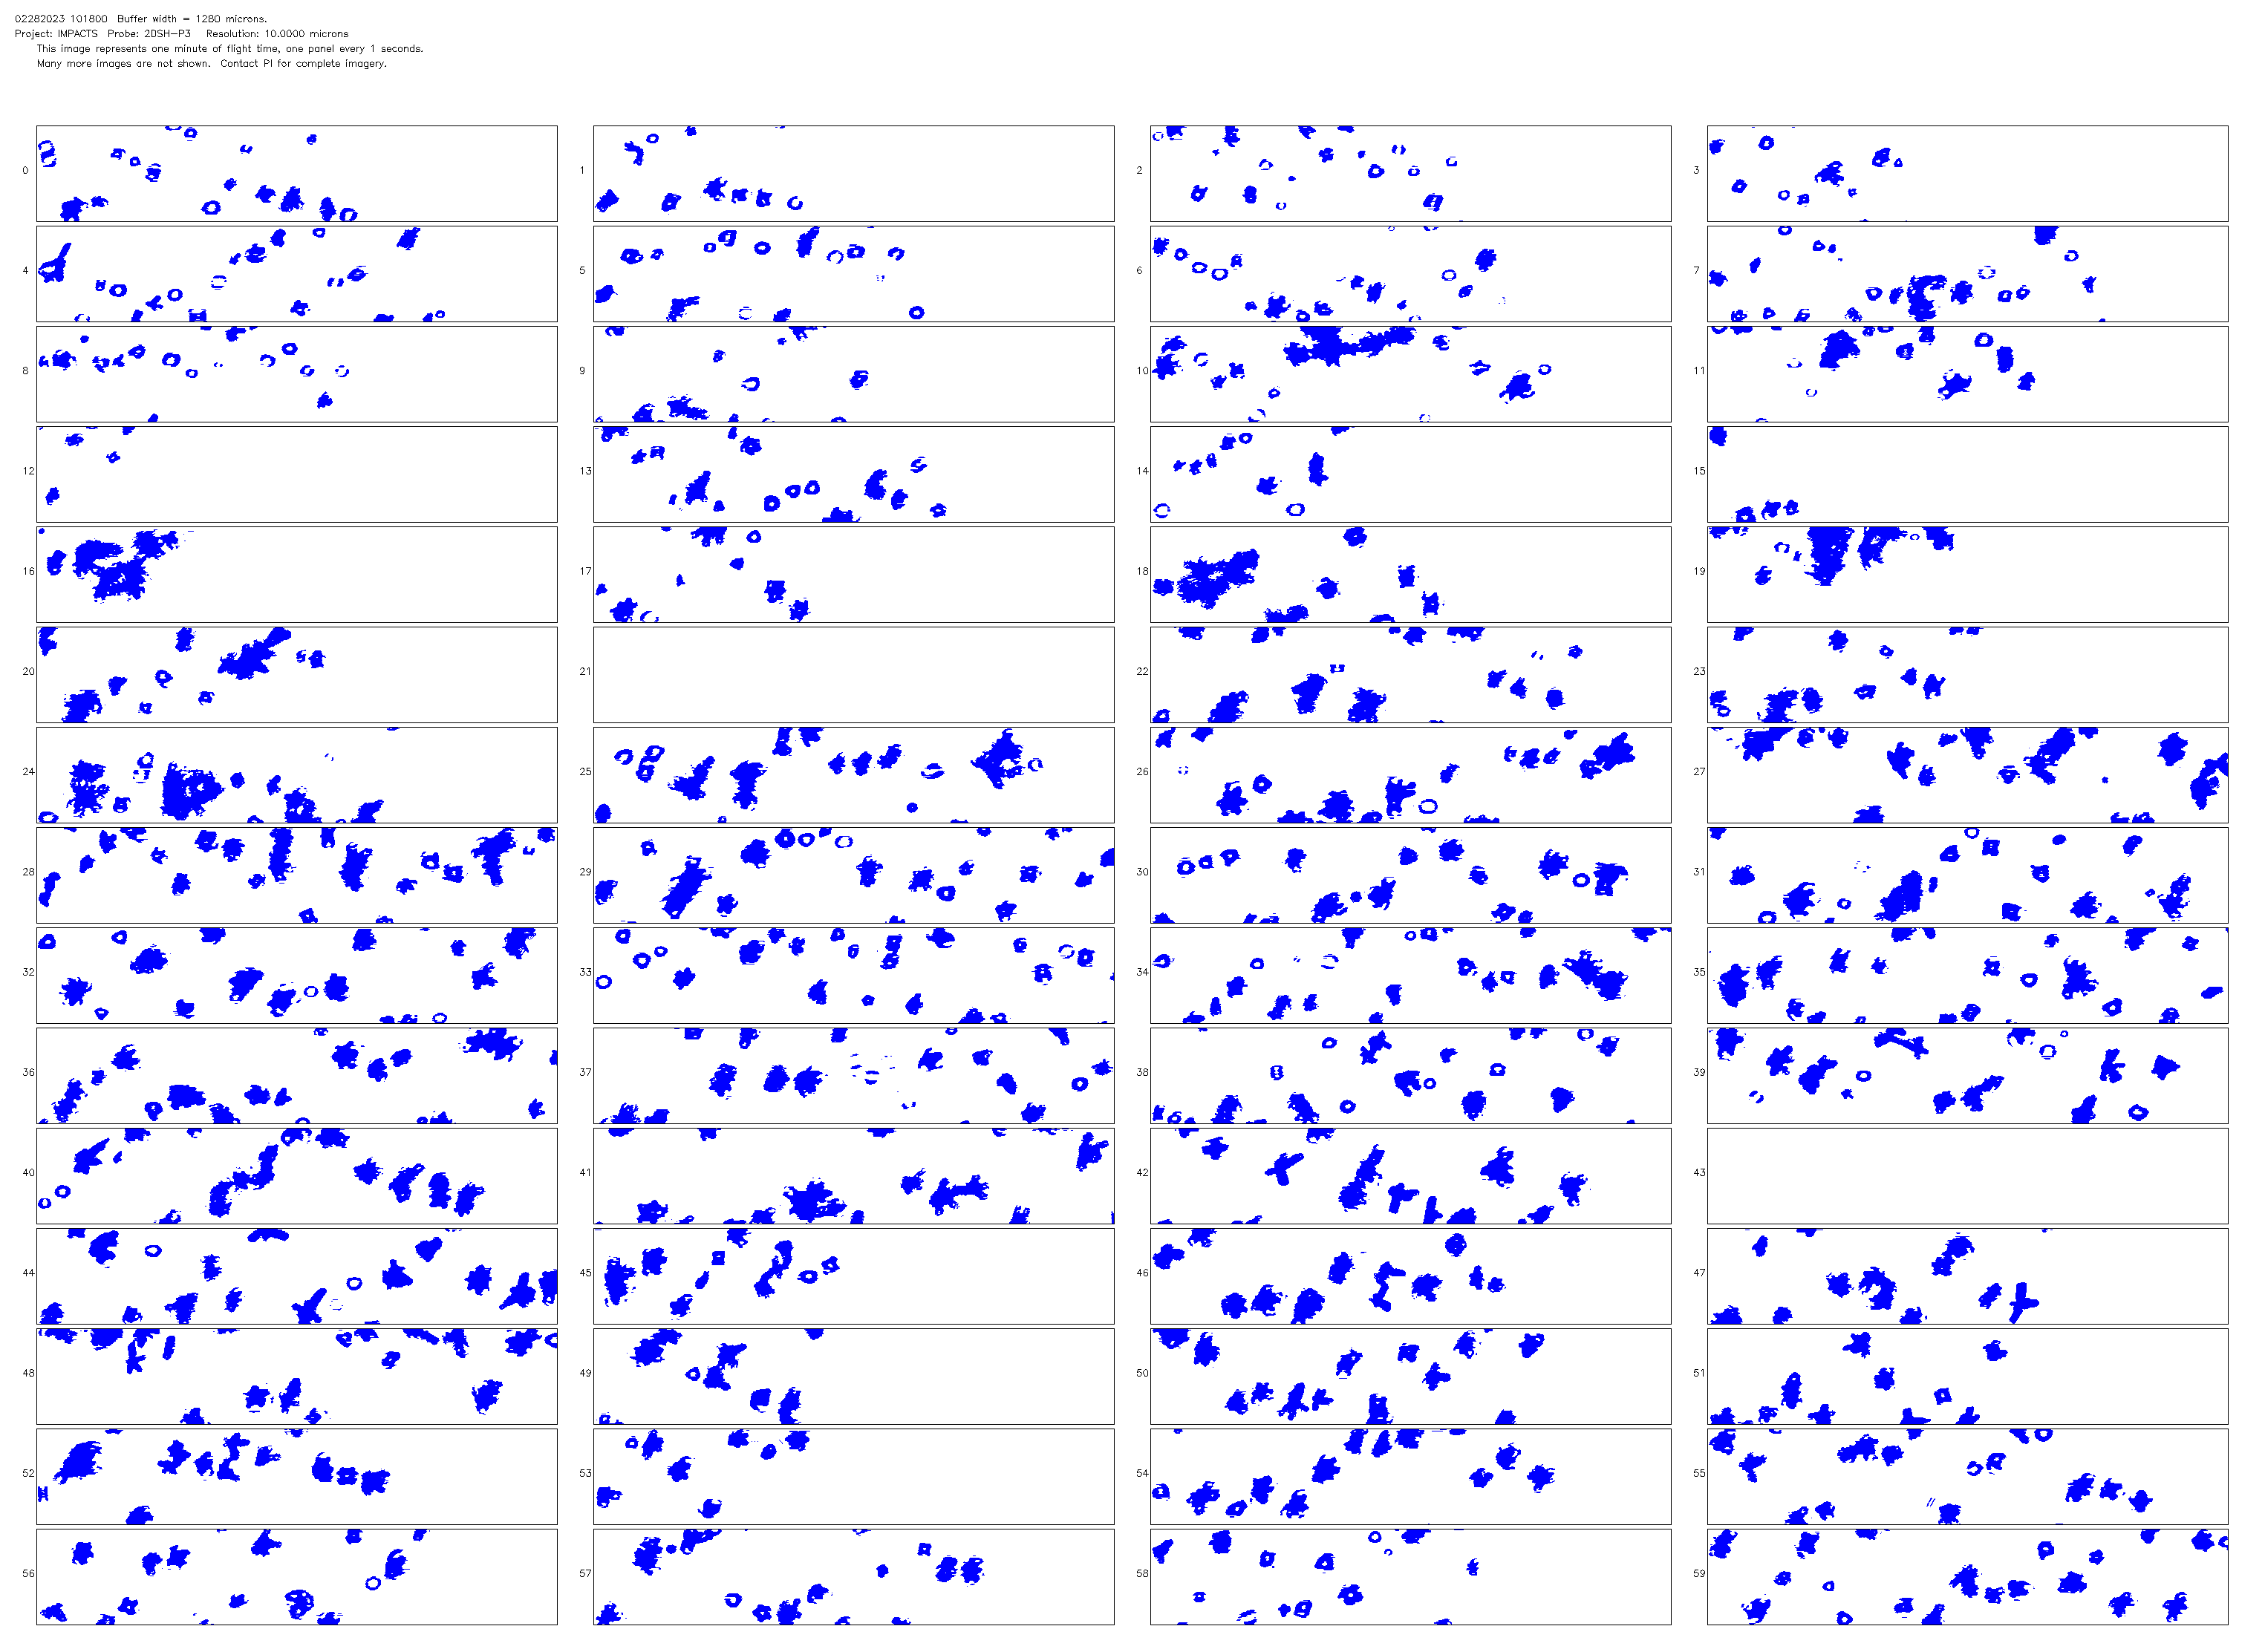 02282023 101800 Buffer width = 1280 microns.
Project: IMPACTS Probe: 2DSH-P3 Resolution: 10.0000 microns
This image represents one minute of flight time, one panel every 1 seconds.
Many more images are not shown. Contact PI for complete imagery.
0 1 2 3
4 5 6 7
8 9 10 11
12 13 14 15
16 17 18 19
20 21 22 23
24 25 26 27
28 29 30 31
32 33 34 35
36 37 38 39
40 41 42 43
44 45 46 47
48 49 50 51
52 53 54 55
56 57 58 59